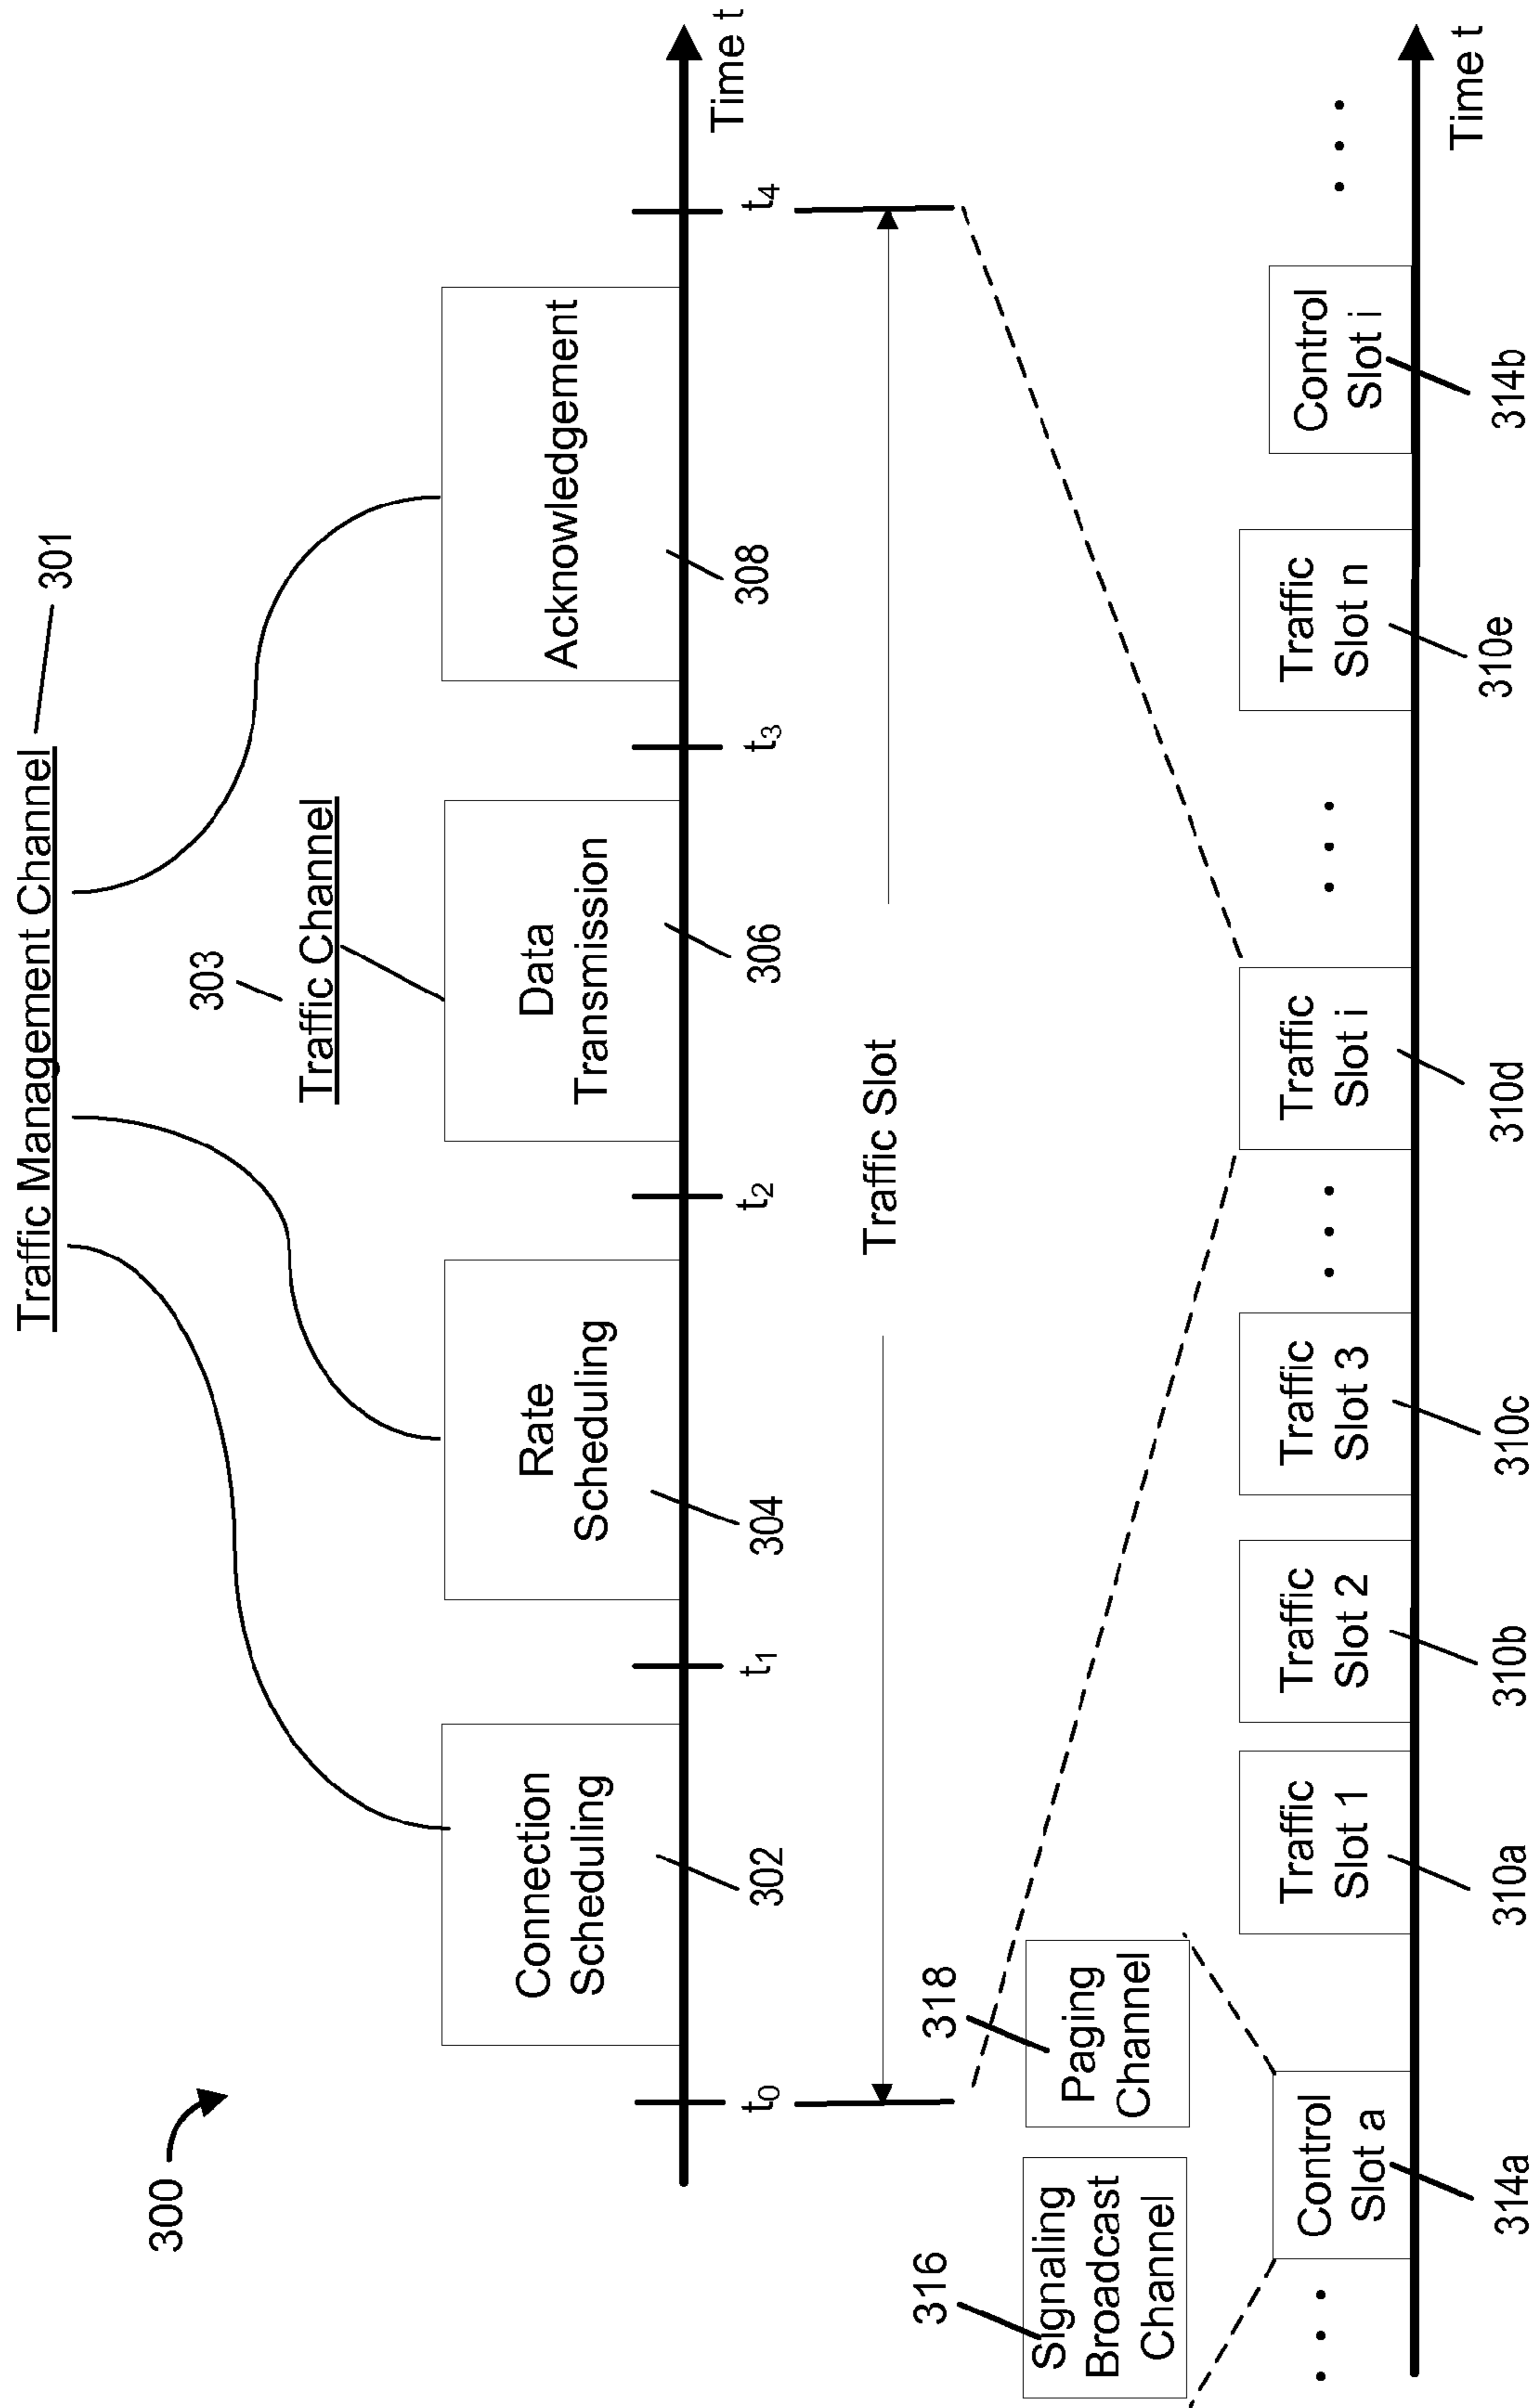 300
Traffic Management Channel
301
303
Traffic Channel
Connection
Scheduling
Rate
Scheduling
Data
Transmission
Acknowledgement
302
304
306
308
t0
t1
t2
t3
t4
Time t
Traffic Slot
316
318
Signaling
Broadcast
Channel
Paging
Channel
Control
Slot a
Traffic
Slot 1
Traffic
Slot 2
Traffic
Slot 3
Traffic
Slot i
Traffic
Slot n
Control
Slot i
314a
310a
310b
310c
310d
310e
314b
Time t